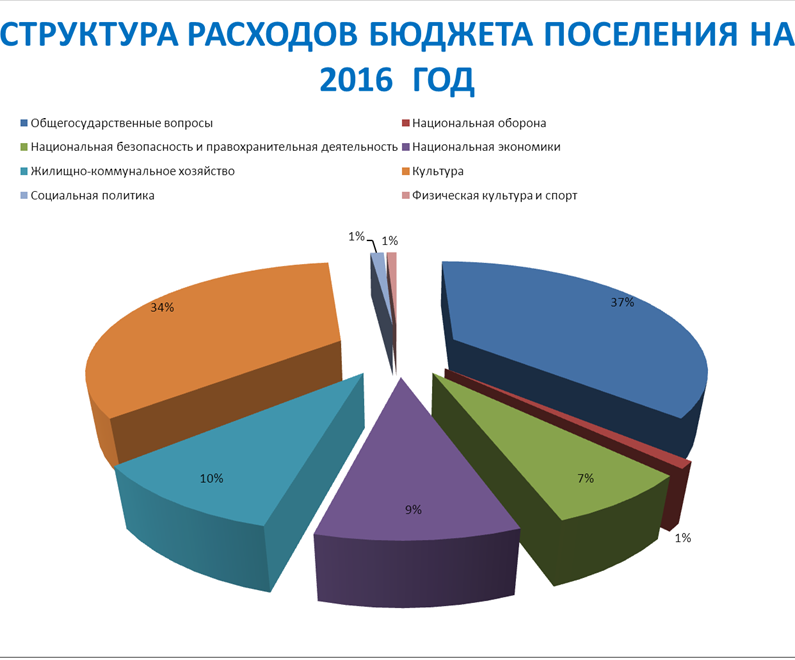 СТРУКТУРА РАСХОДОВ БЮДЖЕТА ПОСЕЛЕНИЯ НА
2016 ГОД
Общегосударственные вопросы
Национальная оборона
Национальная безопасность и правохранительная деятельность
Национальная экономики
Жилищно-коммунальное хозяйство
Культура
Социальная политика
Физическая культура и спорт
1%
1%
34%
37%
10%
9%
7%
1%